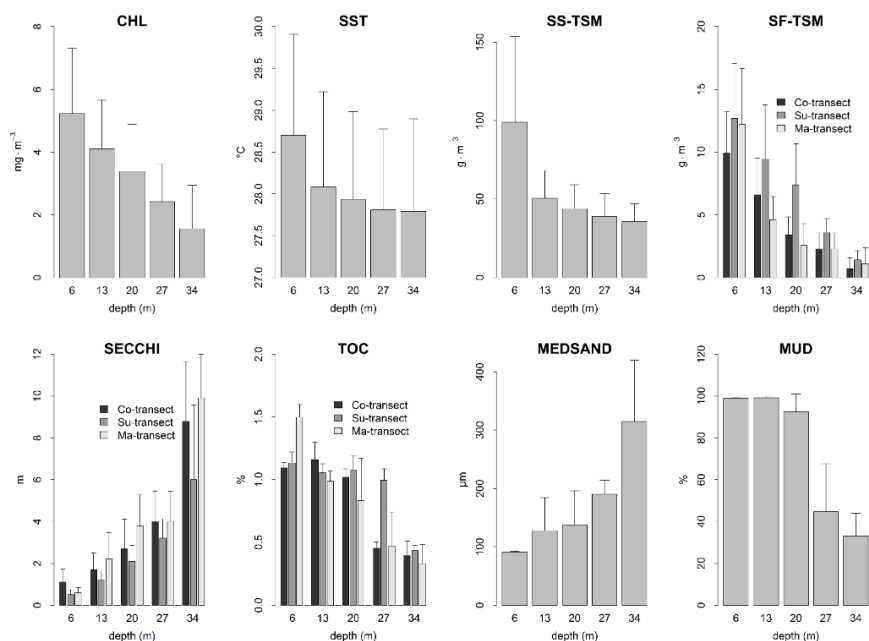 CHL
mg · m⁻³
0 2 4 6 8
6 13 20 27 34
depth (m)
SST
°C
27.0 27.5 28.0 28.5 29.0 29.5 30.0
6 13 20 27 34
depth (m)
SS-TSM
g · m⁻³
0 50 100 150
6 13 20 27 34
depth (m)
SF-TSM
g · m⁻³
0 5 10 15 20
Co-transect
Su-transect
Ma-transect
6 13 20 27 34
depth (m)
SECCHI
m
0 2 4 6 8 10 12
Co-transect
Su-transect
Ma-transect
6 13 20 27 34
depth (m)
TOC
%
0.0 0.5 1.0 1.5 2.0
Co-transect
Su-transect
Ma-transect
6 13 20 27 34
depth (m)
MEDSAND
µm
0 100 200 300 400
6 13 20 27 34
depth (m)
MUD
%
0 20 40 60 80 100 120
6 13 20 27 34
depth (m)